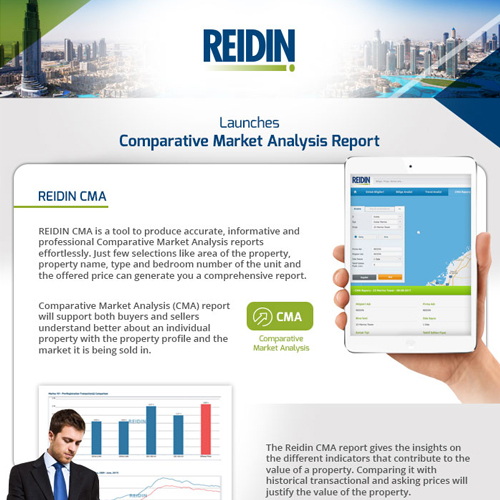 REIDIN
Launches
Comparative Market Analysis Report
REIDIN CMA
REIDIN CMA is a tool to produce accurate, informative and
professional Comparative Market Analysis reports
effortlessly. Just few selections like area of the property,
property name, type and bedroom number of the unit and
the offered price can generate you a comprehensive report.
Comparative Market Analysis (CMA) report
will support both buyers and sellers
understand better about an individual
property with the property profile and the
market it is being sold in.
CMA
Comparative
Market Analysis
REIDIN
The Reidin CMA report gives the insights on
the different indicators that contribute to the
value of a property. Comparing it with
historical transactional and asking prices will
justify the value of the property.